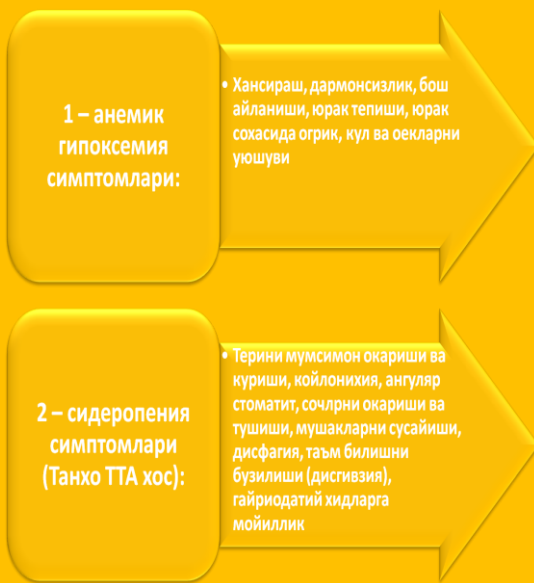 1 – анемик
гипоксемия
симптомлари:
• Хансираш, дармонсизлик, бош
айланиши, юрак тепиши, юрак
сохасида огрик, кул ва оекларни
уюшуви
2 – сидеропения
симптомлари
(Танхо ТТА хос):
• Терини мумсимон окариши ва
куриши, койлонихия, ангуляр
стоматит, сочлрни окариши ва
тушиши, мушакларни сусайиши,
дисфагия, таъм билишни
бузилиши (дисгивзия),
гайриодатий хидларга
мойиллик